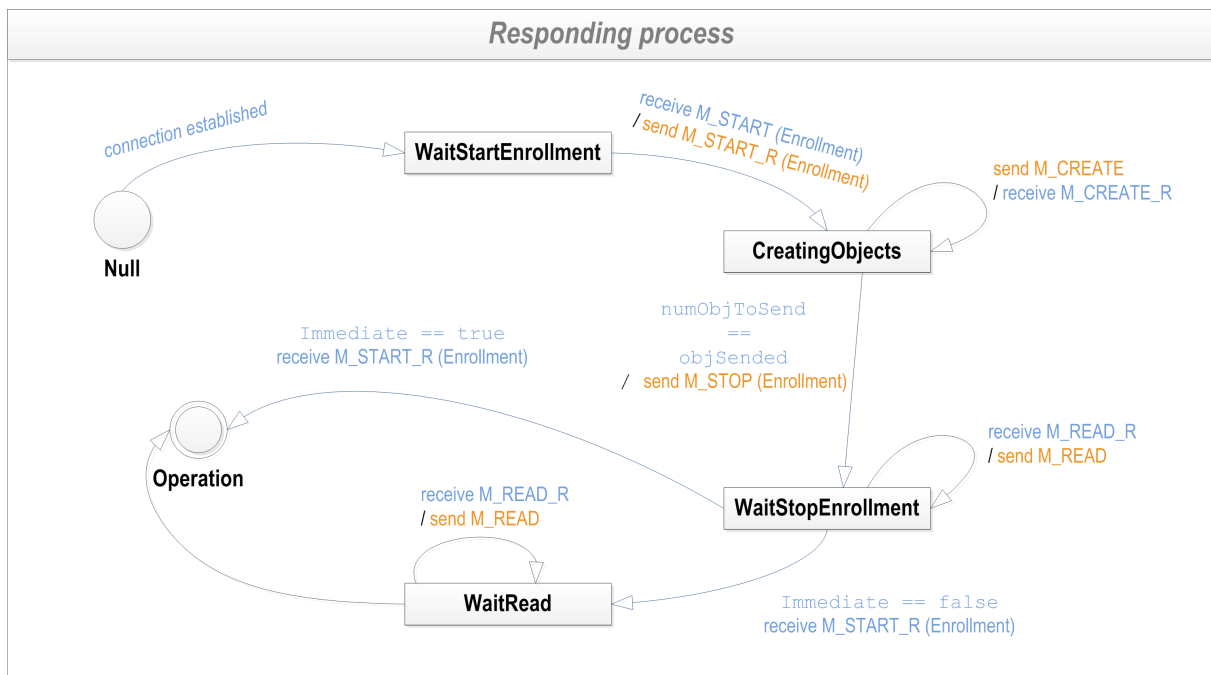 Responding process
connection established
WaitStartEnrollment
receive M_START (Enrollment)
/ send M_START_R (Enrollment)
send M_CREATE
/ receive M_CREATE_R
CreatingObjects
Null
numObjToSend
==
objSended
/ send M_STOP (Enrollment)
Immediate == true
receive M_START_R (Enrollment)
receive M_READ_R
/ send M_READ
Operation
WaitStopEnrollment
receive M_READ_R
/ send M_READ
WaitRead
Immediate == false
receive M_START_R (Enrollment)